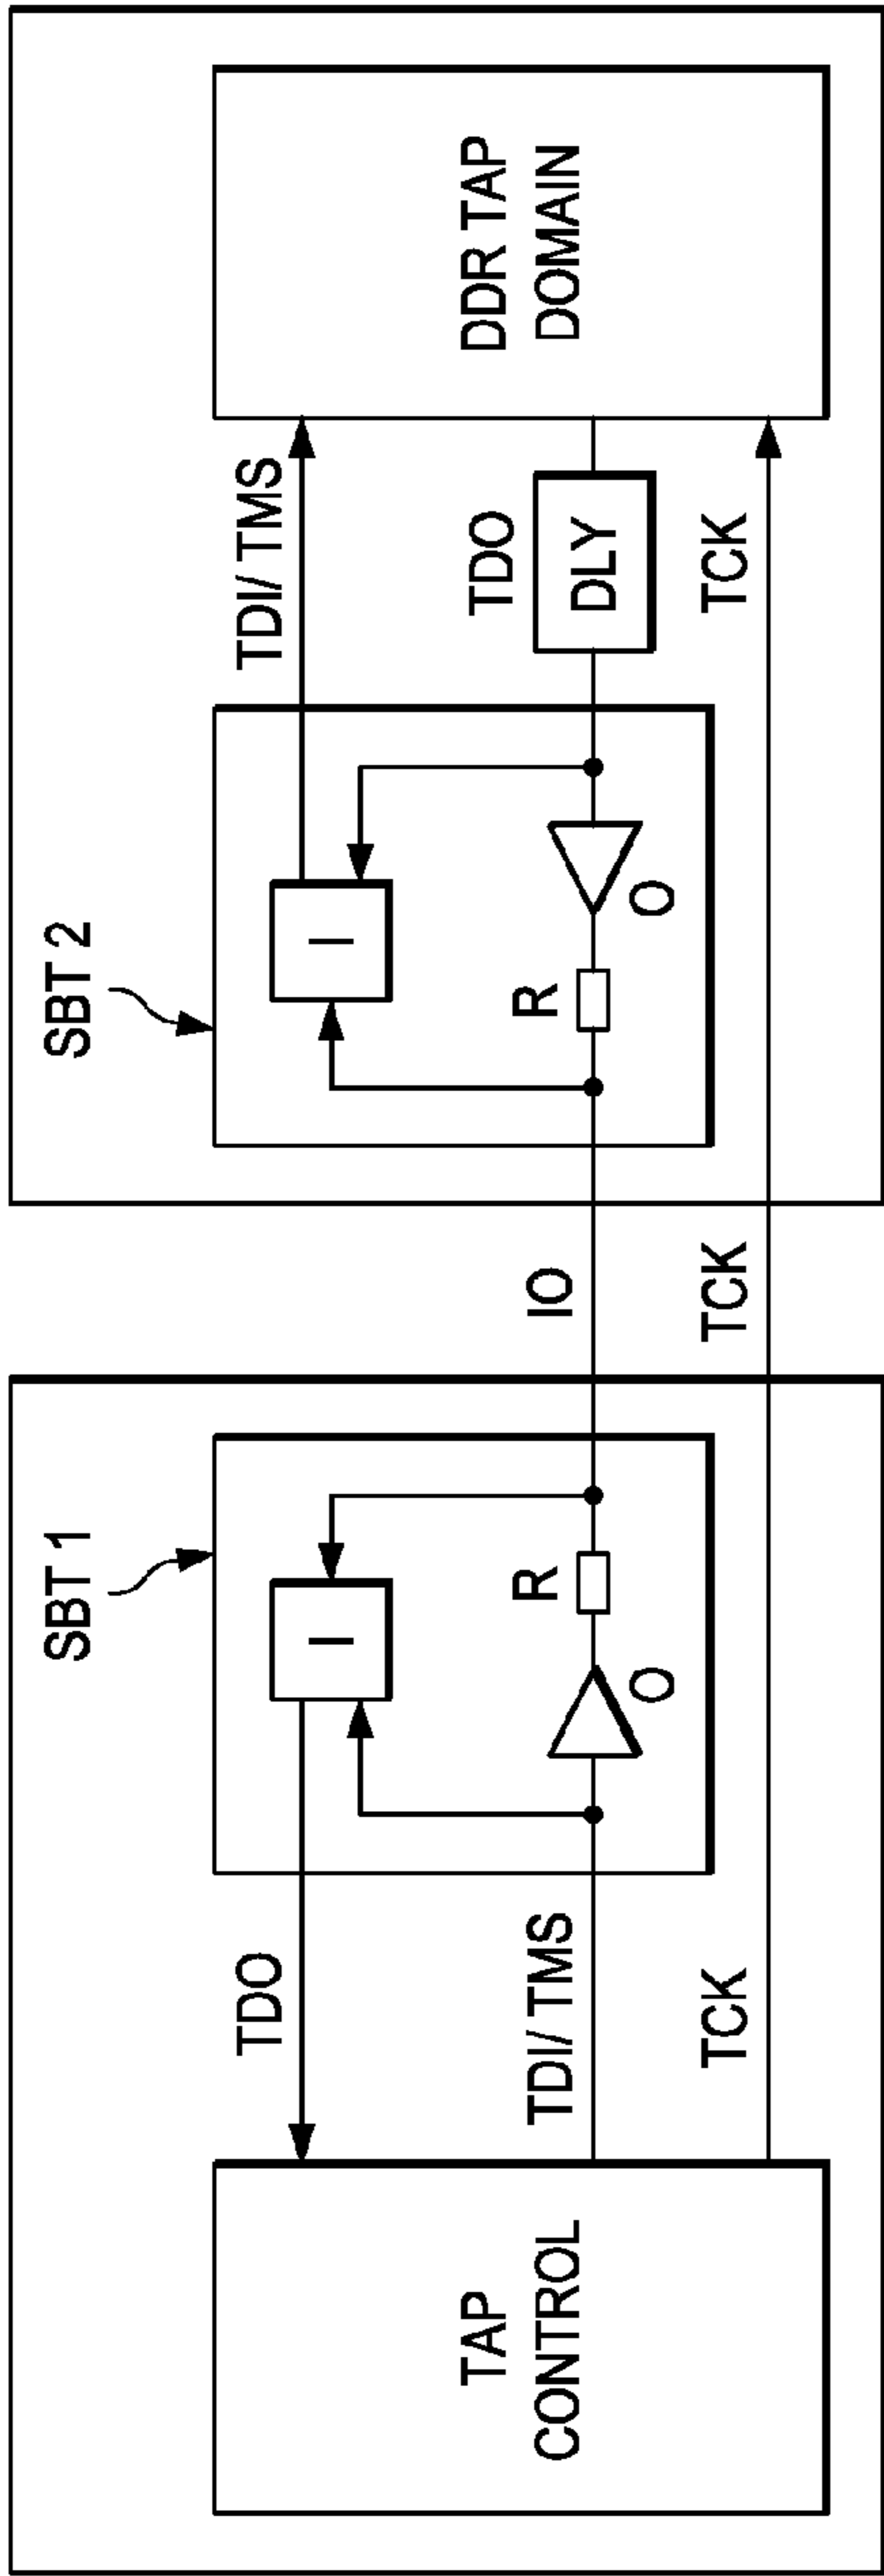 SBT 1
SBT 2
TAP
CONTROL
TDO
TDI/ TMS
TCK
I
R
O
IO
TCK
I
R
O
TDI/ TMS
TDO
DLY
TCK
DDR TAP
DOMAIN